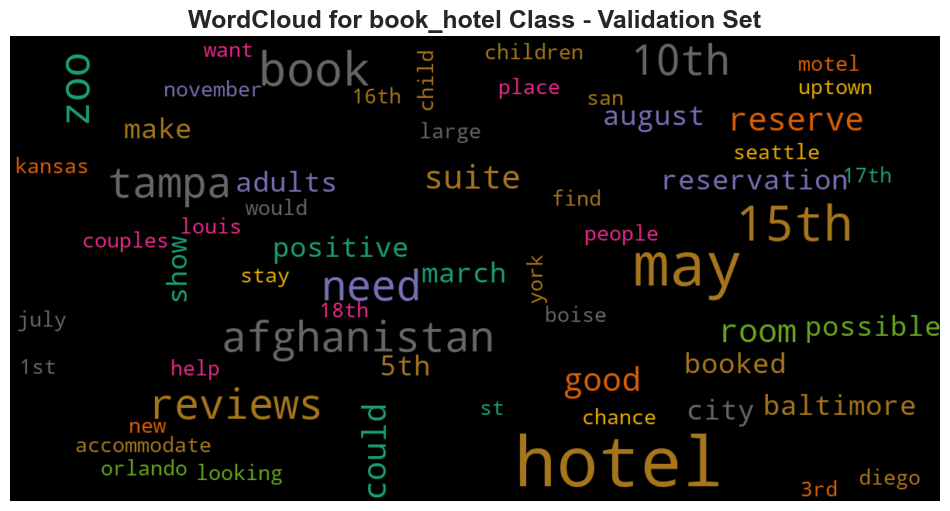 WordCloud for book_hotel Class - Validation Set
want
children
10th
book
zoo
child
motel
november
place
uptown
16th
san
august
reserve
make
large
seattle
kansas
suite
tampa
adults
reservation
17th
would
find
louis
15th
couples
people
show
positive
may
stay
march
need
york
18th
july
boise
afghanistan
room
possible
1st
help
5th
booked
good
reviews
could
st
chance
city
baltimore
new
accommodate
hotel
orlando
looking
diego
3rd